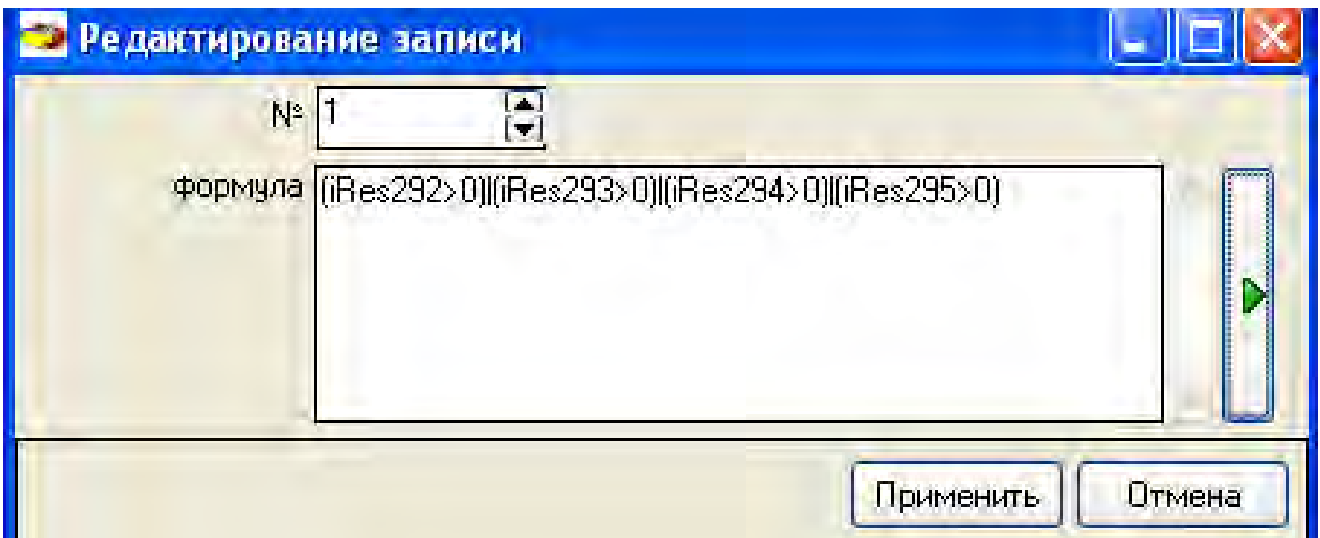 Редактирование записи
№ 1
формула (iRes292>0)|(iRes293>0)|(iRes294>0)|(iRes295>0)
Применить Отмена